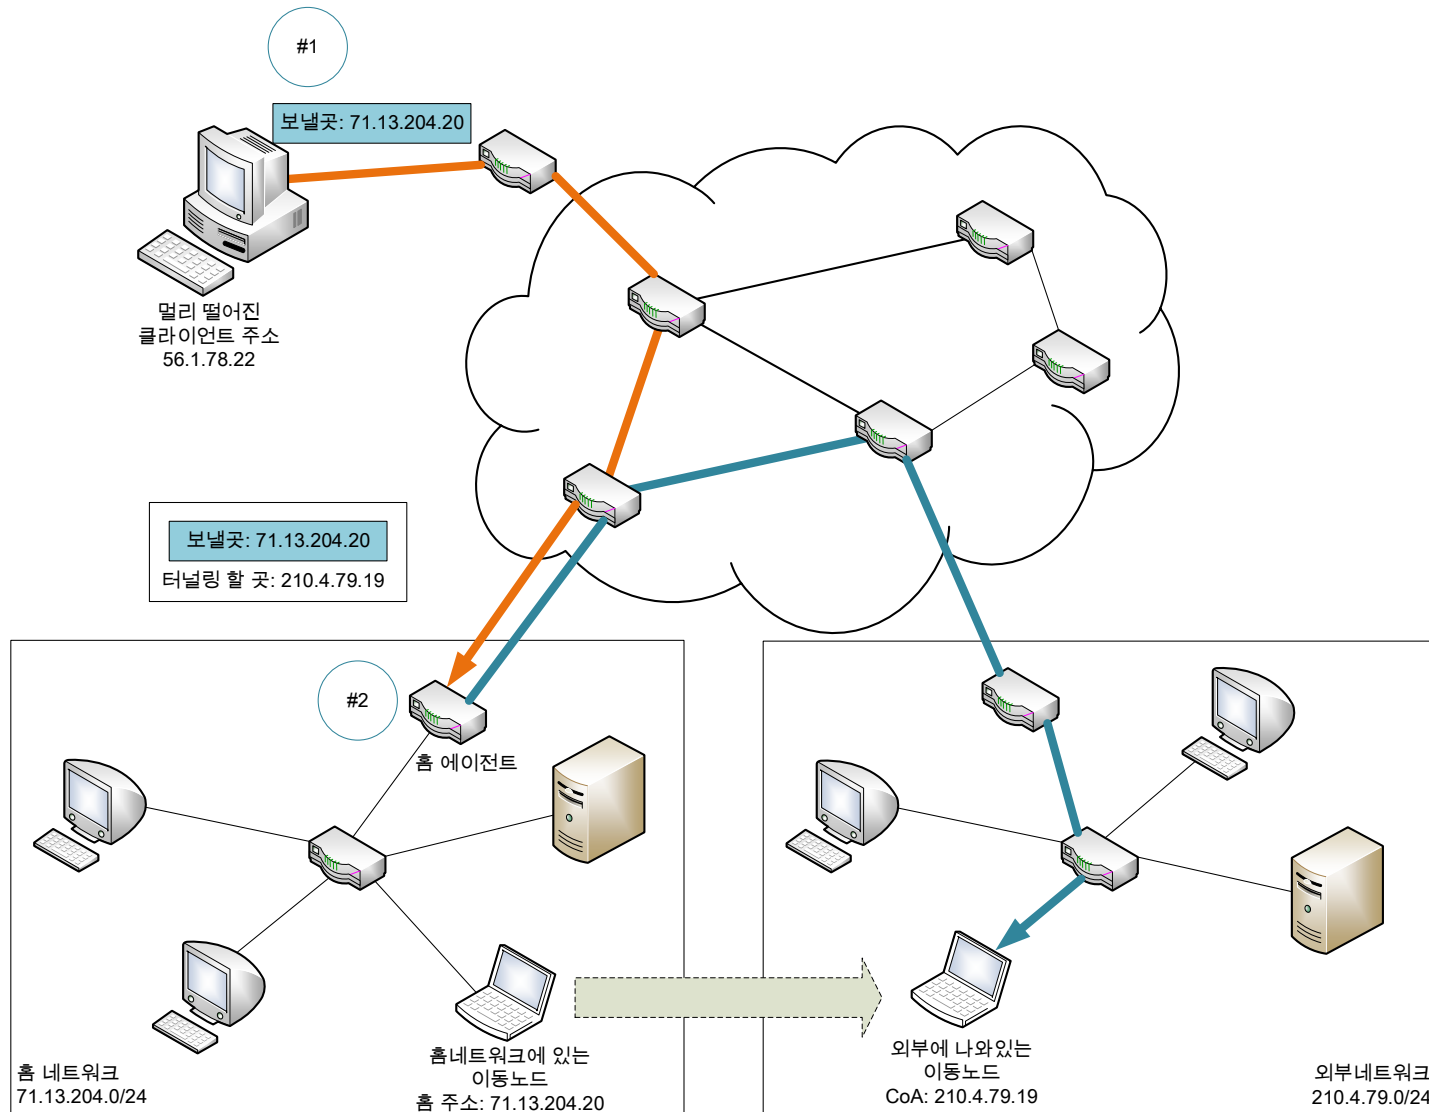 #1
보낼곳: 71.13.204.20
멀리 떨어진
클라이언트 주소
56.1.78.22
보낼곳: 71.13.204.20
터널링 할 곳: 210.4.79.19
#2
홈 에이전트
홈네트워크에 있는
이동노드
홈 주소: 71.13.204.20
홈 네트워크
71.13.204.0/24
외부에 나와있는
이동노드
CoA: 210.4.79.19
외부네트워크
210.4.79.0/24